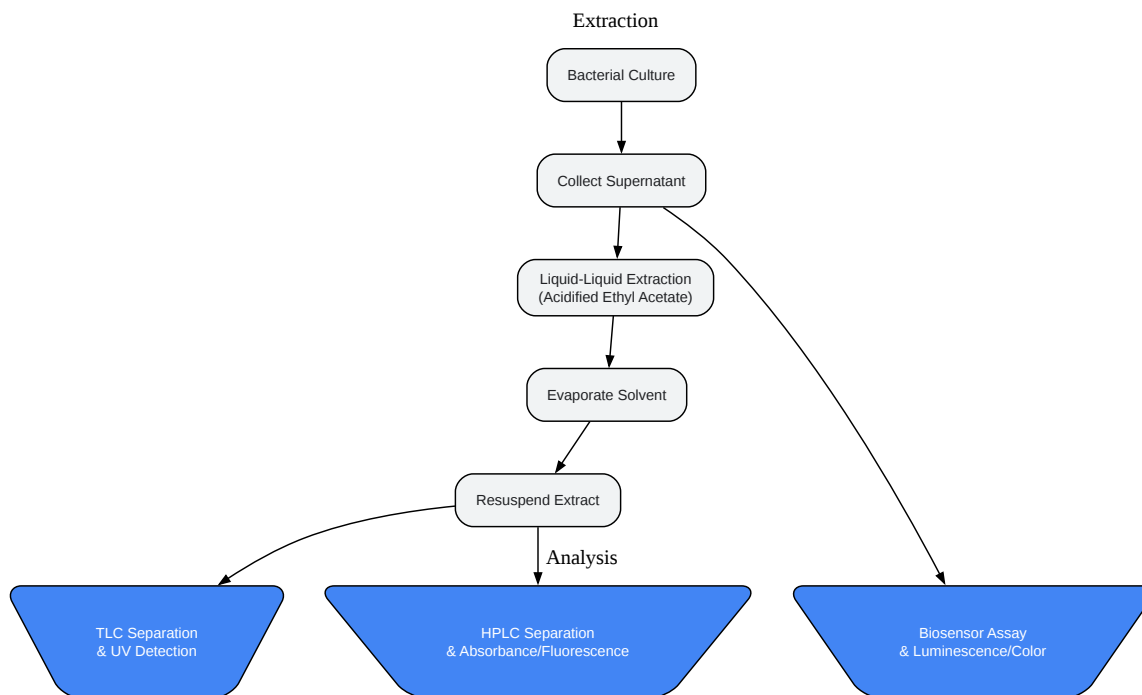 Extraction
Bacterial Culture
Collect Supernatant
Liquid-Liquid Extraction
(Acidified Ethyl Acetate)
Evaporate Solvent
Resuspend Extract
Analysis
TLC Separation
& UV Detection
HPLC Separation
& Absorbance/Fluorescence
Biosensor Assay
& Luminescence/Color